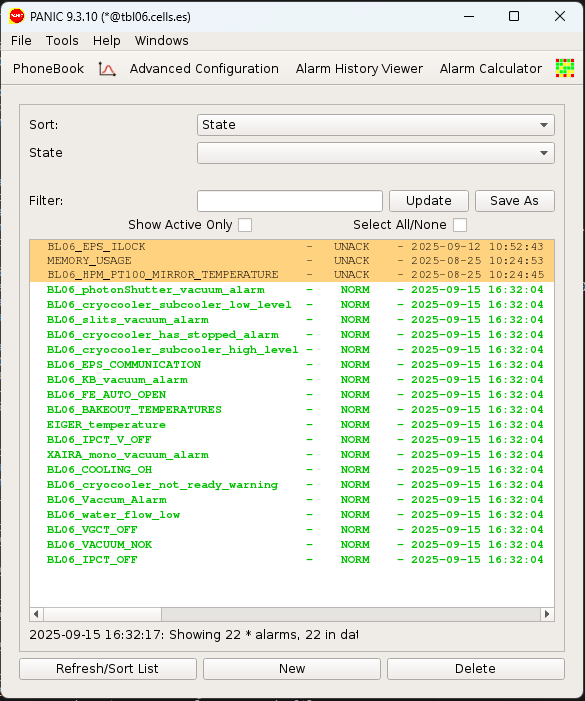 PANIC 9.3.10 (*@tbl06.cells.es)
File Tools Help Windows
PhoneBook Advanced Configuration Alarm History Viewer Alarm Calculator
Sort: State
State
Filter: Update Save As
Show Active Only Select All/None
BL06_EPS_ILOCK - UNACK - 2025-09-12 10:52:43
MEMORY_USAGE - UNACK - 2025-08-25 10:24:53
BL06_HPM_PT100_MIRROR_TEMPERATURE - UNACK - 2025-08-25 10:24:45
BL06_photonShutter_vacuum_alarm - NORM - 2025-09-15 16:32:04
BL06_cryocooler_subcooler_low_level - NORM - 2025-09-15 16:32:04
BL06_slits_vacuum_alarm - NORM - 2025-09-15 16:32:04
BL06_cryocooler_has_stopped_alarm - NORM - 2025-09-15 16:32:04
BL06_cryocooler_subcooler_high_level - NORM - 2025-09-15 16:32:04
BL06_EPS_COMMUNICATION - NORM - 2025-09-15 16:32:04
BL06_KB_vacuum_alarm - NORM - 2025-09-15 16:32:04
BL06_FE_AUTO_OPEN - NORM - 2025-09-15 16:32:04
BL06_BAKEOUT_TEMPERATURES - NORM - 2025-09-15 16:32:04
EIGER_temperature - NORM - 2025-09-15 16:32:04
BL06_IPCT_V_OFF - NORM - 2025-09-15 16:32:04
XAIRA_mono_vacuum_alarm - NORM - 2025-09-15 16:32:04
BL06_COOLING_OH - NORM - 2025-09-15 16:32:04
BL06_cryocooler_not_ready_warning - NORM - 2025-09-15 16:32:04
BL06_Vaccum_Alarm - NORM - 2025-09-15 16:32:04
BL06_water_flow_low - NORM - 2025-09-15 16:32:04
BL06_VGCT_OFF - NORM - 2025-09-15 16:32:04
BL06_VACUUM_NOK - NORM - 2025-09-15 16:32:04
BL06_IPCT_OFF - NORM - 2025-09-15 16:32:04
2025-09-15 16:32:17: Showing 22 * alarms, 22 in dat
Refresh/Sort List New Delete